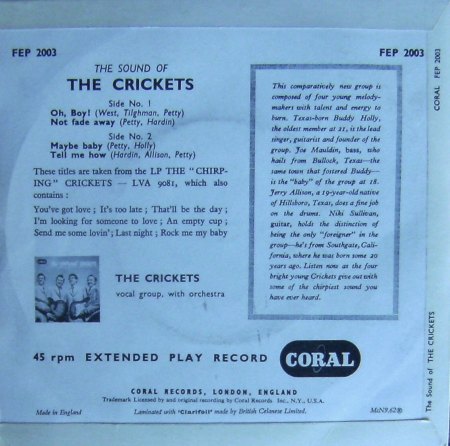 FEP 2003
FEP 2003
THE SOUND OF
THE CRICKETS
Side No. 1
Oh, Boy! (West, Tilghman, Petty)
Not fade away (Petty, Hardin)
Side No. 2
Maybe baby (Petty, Holly)
Tell me how (Hardin, Allison, Petty)
These titles are taken from the LP THE "CHIRP-
ING" CRICKETS — LVA 9081, which also
contains :
You've got love ; It's too late ; That'll be the day ;
I'm looking for someone to love ; An empty cup ;
Send me some lovin'; Last night ; Rock me my baby
THE CRICKETS
vocal group, with orchestra
This comparatively new group is
composed of four young melody-
makers with talent and energy to
burn. Texas-born Buddy Holly,
the oldest member at 21, is the lead
singer, guitarist and founder of the
group. Joe Mauldin, bass, who
hails from Bullock, Texas—the
same town that fostered Buddy—
is the "baby" of the group at 18.
Jerry Allison, a 19-year-old native
of Hillsboro, Texas, does a fine job
on the drums. Niki Sullivan,
guitar, holds the distinction of
being the only "foreigner" in the
group—he's from Southgate, Cali-
fornia, where he was born some 20
years ago. Listen now as the four
bright young Crickets give out with
some of the chirpiest sound you
have ever heard.
45 rpm EXTENDED PLAY RECORD
CORAL
CORAL RECORDS, LONDON, ENGLAND
Trademark Licensed by and original recording by Coral Records Inc., N.Y., U.S.A.
Made in England
Laminated with 'Clarifoil' made by British Celanese Limited.
CORAL FEP 2003
The Sound of THE CRICKETS